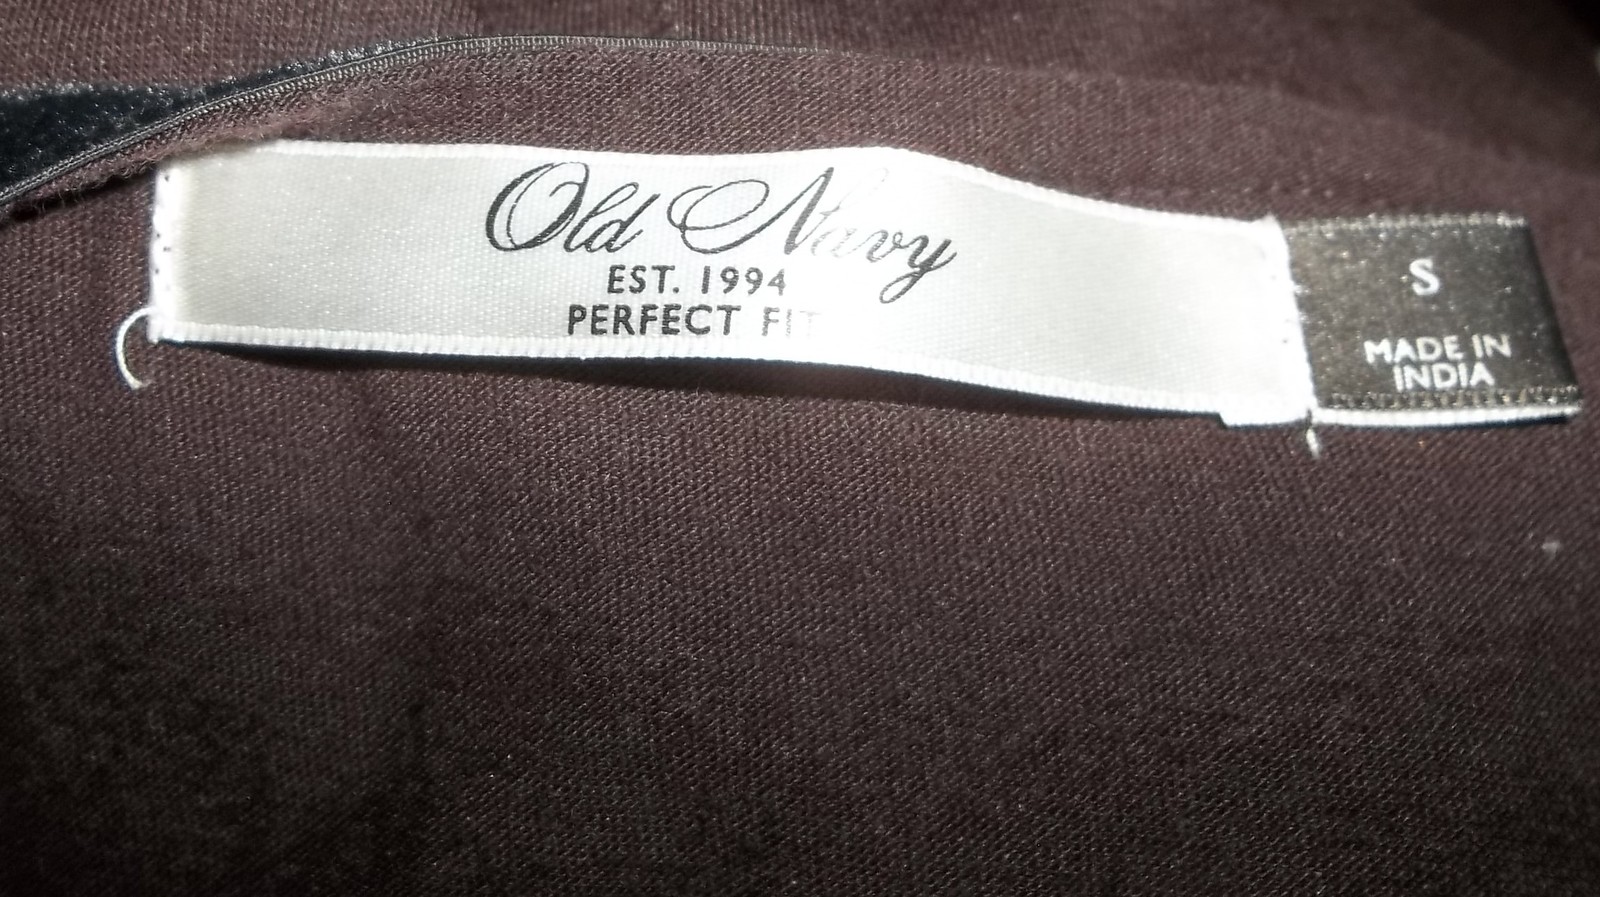 Old Navy
EST. 1994
PERFECT FIT
S
MADE IN
INDIA